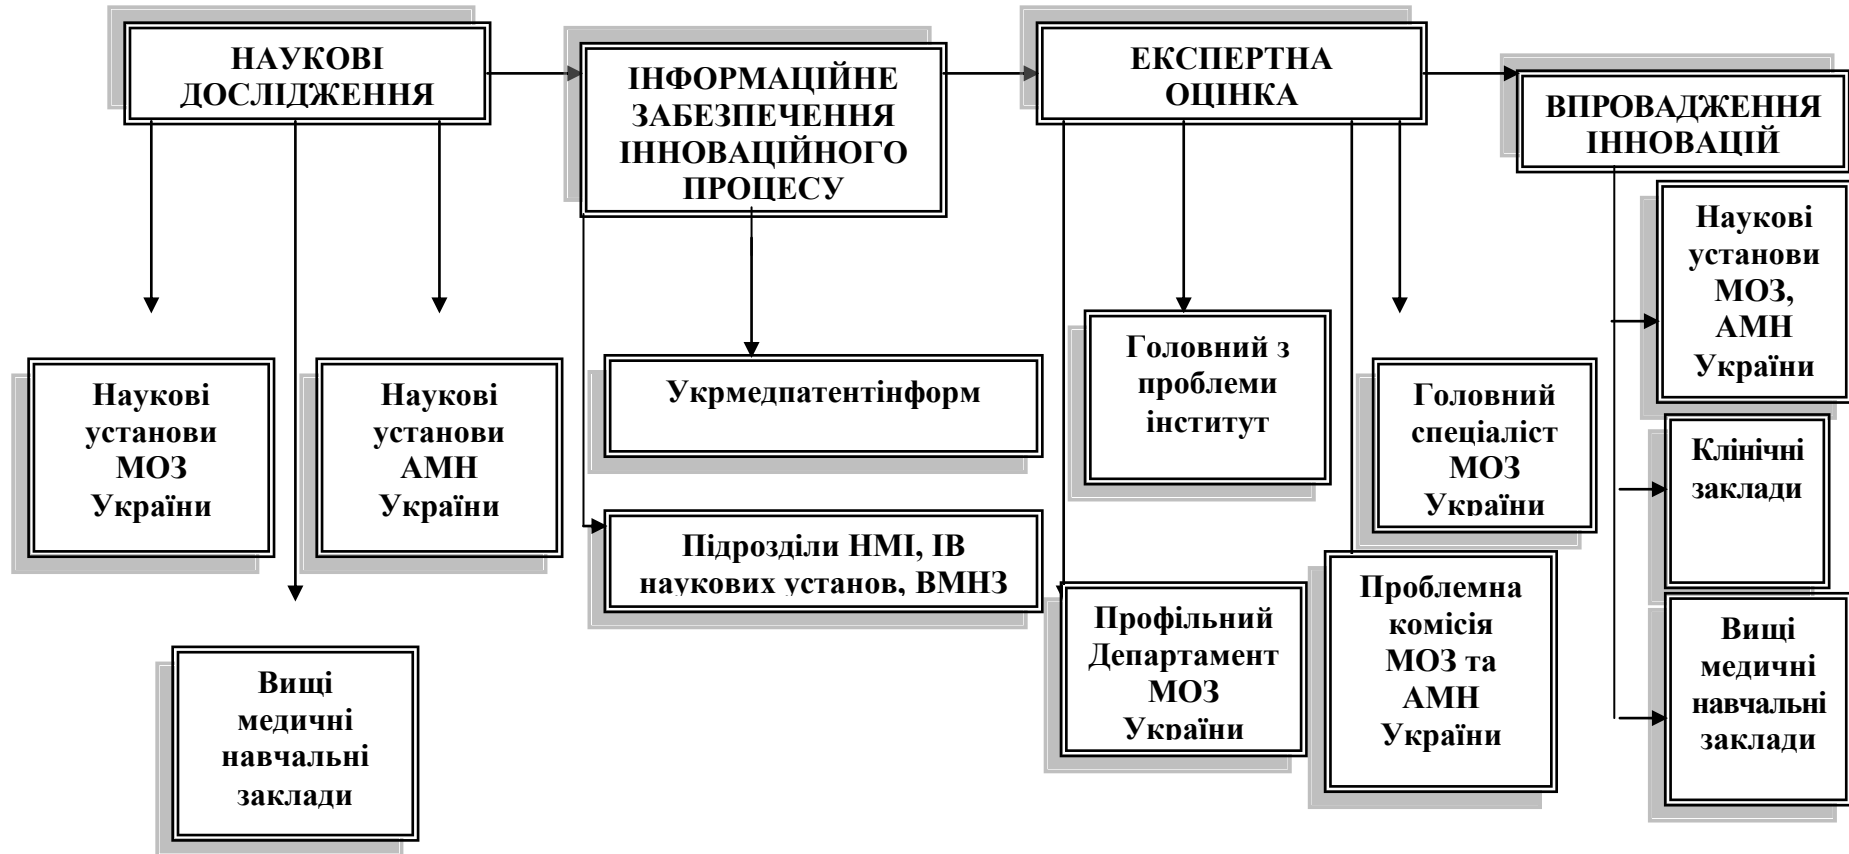 НАУКОВІ
ДОСЛІДЖЕННЯ
ІНФОРМАЦІЙНЕ
ЗАБЕЗПЕЧЕННЯ
ІННОВАЦІЙНОГО
ПРОЦЕСУ
ЕКСПЕРТНА
ОЦІНКА
ВПРОВАДЖЕННЯ
ІННОВАЦІЙ
Наукові
установи
МОЗ
України
Наукові
установи
АМН
України
Вищі
медичні
навчальні
заклади
Укрмедпатентінформ
Підрозділи НМІ, ІВ
наукових установ, ВМНЗ
Головний з
проблеми
інститут
Головний
спеціаліст
МОЗ
України
Профільний
Департамент
МОЗ
України
Проблемна
комісія
МОЗ та
АМН
України
Наукові
установи
МОЗ,
АМН
України
Клінічні
заклади
Вищі
медичні
навчальні
заклади